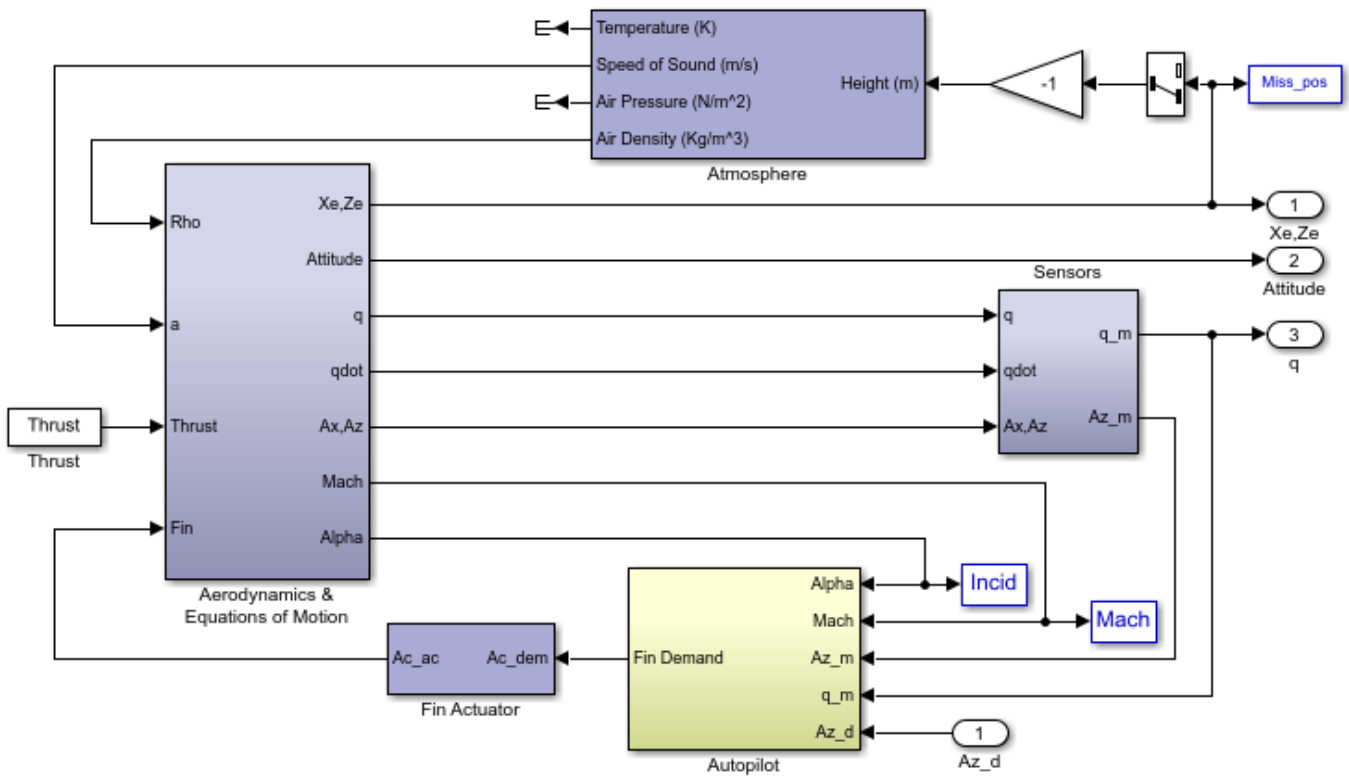 Temperature (K)
Speed of Sound (m/s)
Air Pressure (N/m^2)
Air Density (Kg/m^3)
Height (m)
Atmosphere
-1
Miss_pos
Rho
a
Thrust
Fin
Xe,Ze
Attitude
q
qdot
Ax,Az
Mach
Alpha
Aerodynamics &
Equations of Motion
Thrust
Thrust
1
Xe,Ze
2
Attitude
3
q
Sensors
q
qdot
Ax,Az
q_m
Az_m
Incid
Mach
Alpha
Mach
Az_m
q_m
Az_d
Fin Demand
Autopilot
Ac_ac
Ac_dem
Fin Actuator
1
Az_d